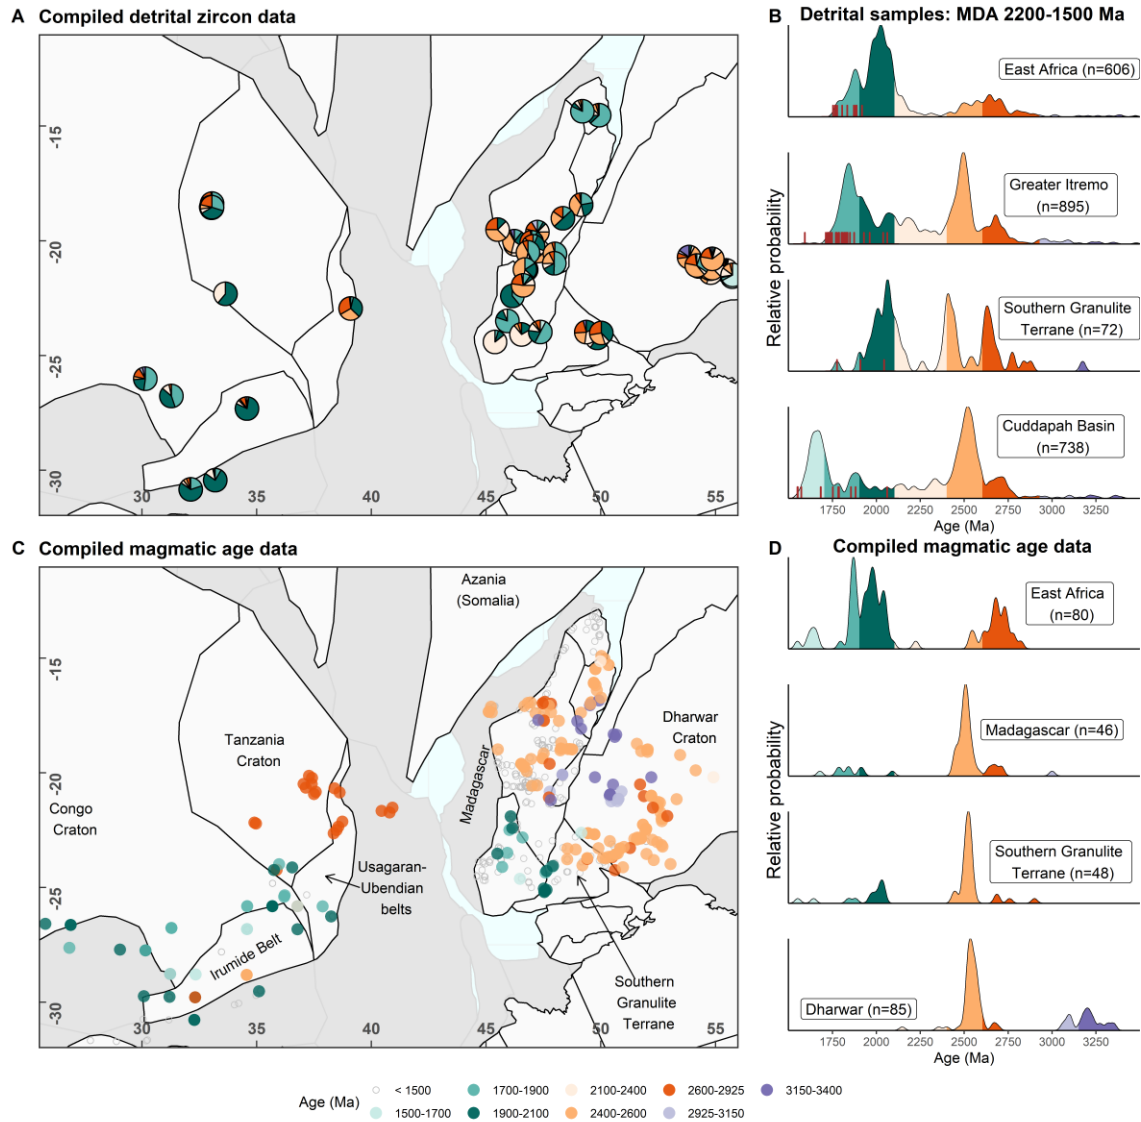 A Compiled detrital zircon data
-15
-20
-25
-30
30 35 40 45 50 55
B Detrital samples: MDA 2200-1500 Ma
East Africa (n=606)
Greater Itremo
(n=895)
Southern Granulite
Terrane (n=72)
Cuddapah Basin
(n=738)
Relative probability
1750 2000 2250 2500 2750 3000 3250
Age (Ma)
C Compiled magmatic age data
Azania
(Somalia)
-15
Tanzania
Craton
Madagascar
Dharwar
Craton
-20
Congo
Craton
Usagaran-
Ubendian
belts
-25
Irumide Belt
Southern
Granulite
Terrane
-30
30 35 40 45 50 55
D Compiled magmatic age data
East Africa
(n=80)
Madagascar (n=46)
Southern Granulite
Terrane (n=48)
Dharwar (n=85)
Relative probability
1750 2000 2250 2500 2750 3000 3250
Age (Ma)
Age (Ma)
< 1500 1700-1900 2100-2400 2600-2925 3150-3400
1500-1700 1900-2100 2400-2600 2925-3150